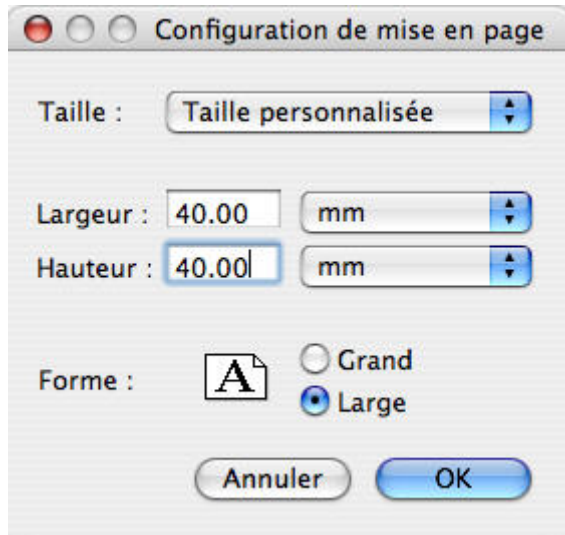 Configuration de mise en page
Taille : Taille personnalisée
Largeur : 40.00 mm
Hauteur : 40.00 mm
Forme : A Grand
Large
Annuler OK